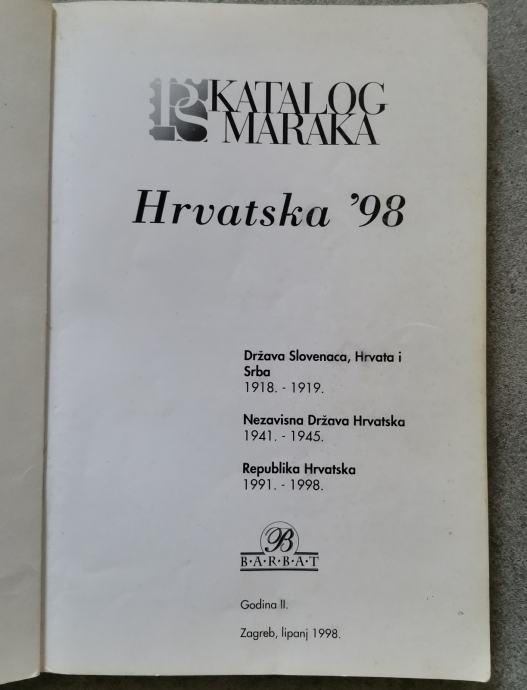 PS KATALOG
MARAKA
Hrvatska ’98
Država Slovenaca, Hrvata i
Srba
1918. - 1919.
Nezavisna Država Hrvatska
1941. - 1945.
Republika Hrvatska
1991. - 1998.
B
B•A•R•B•A•T
Godina II.
Zagreb, lipanj 1998.